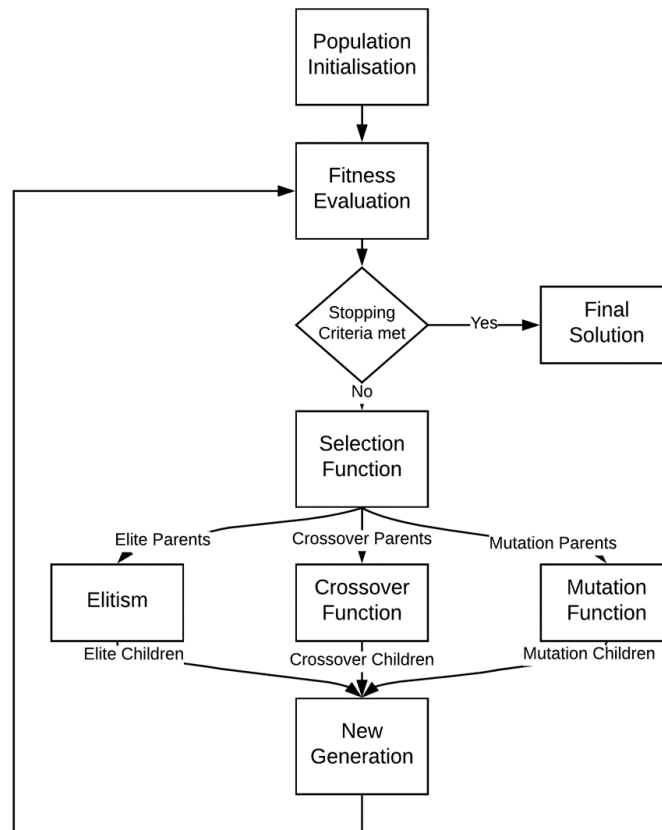 Population
Initialisation
Fitness
Evaluation
Stopping
Criteria met
Yes
Final
Solution
No
Selection
Function
Elite Parents
Crossover Parents
Mutation Parents
Elitism
Crossover
Function
Mutation
Function
Elite Children
Crossover Children
Mutation Children
New
Generation